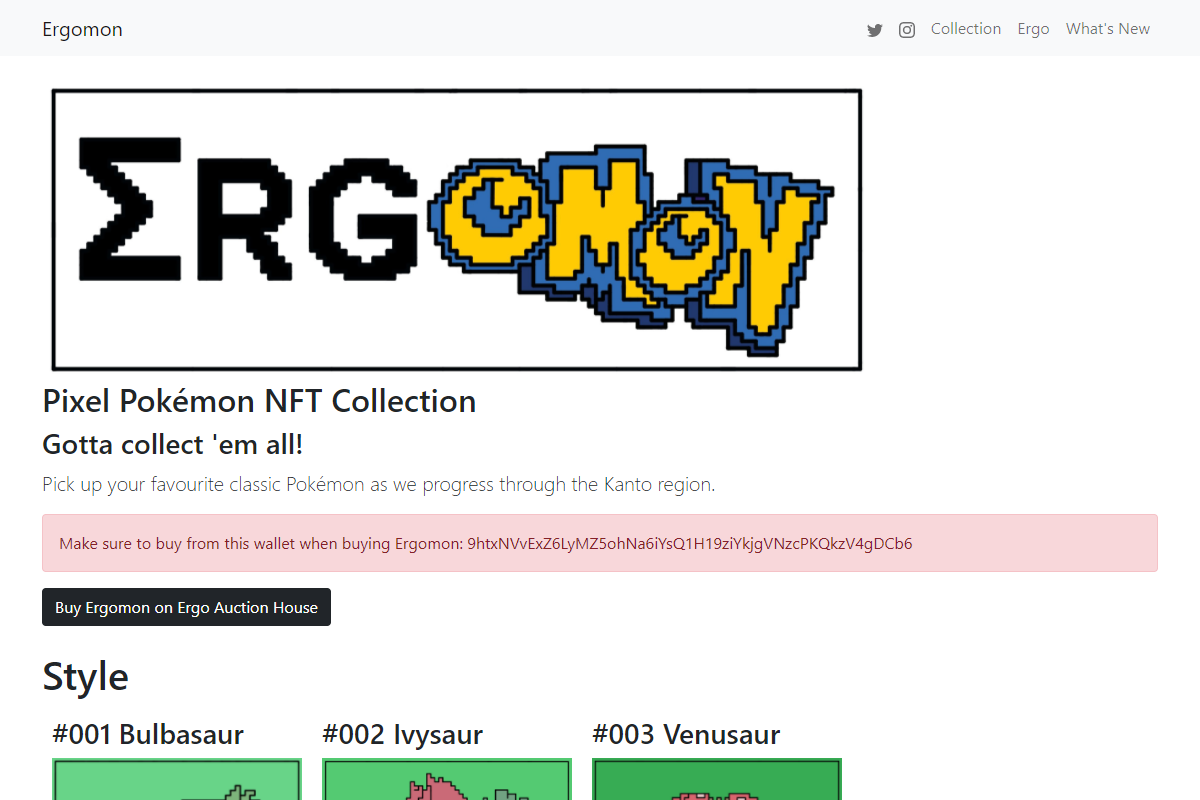 Ergomon
Collection
Ergo
What's New
ΣRGOMON
Pixel Pokémon NFT Collection
Gotta collect 'em all!
Pick up your favourite classic Pokémon as we progress through the Kanto region.
Make sure to buy from this wallet when buying Ergomon: 9htxNVvExZ6LyMZ5ohNa6iYsQ1H19ziYkjgVNzcPKQkzV4gDCb6
Buy Ergomon on Ergo Auction House
Style
#001 Bulbasaur
#002 Ivysaur
#003 Venusaur